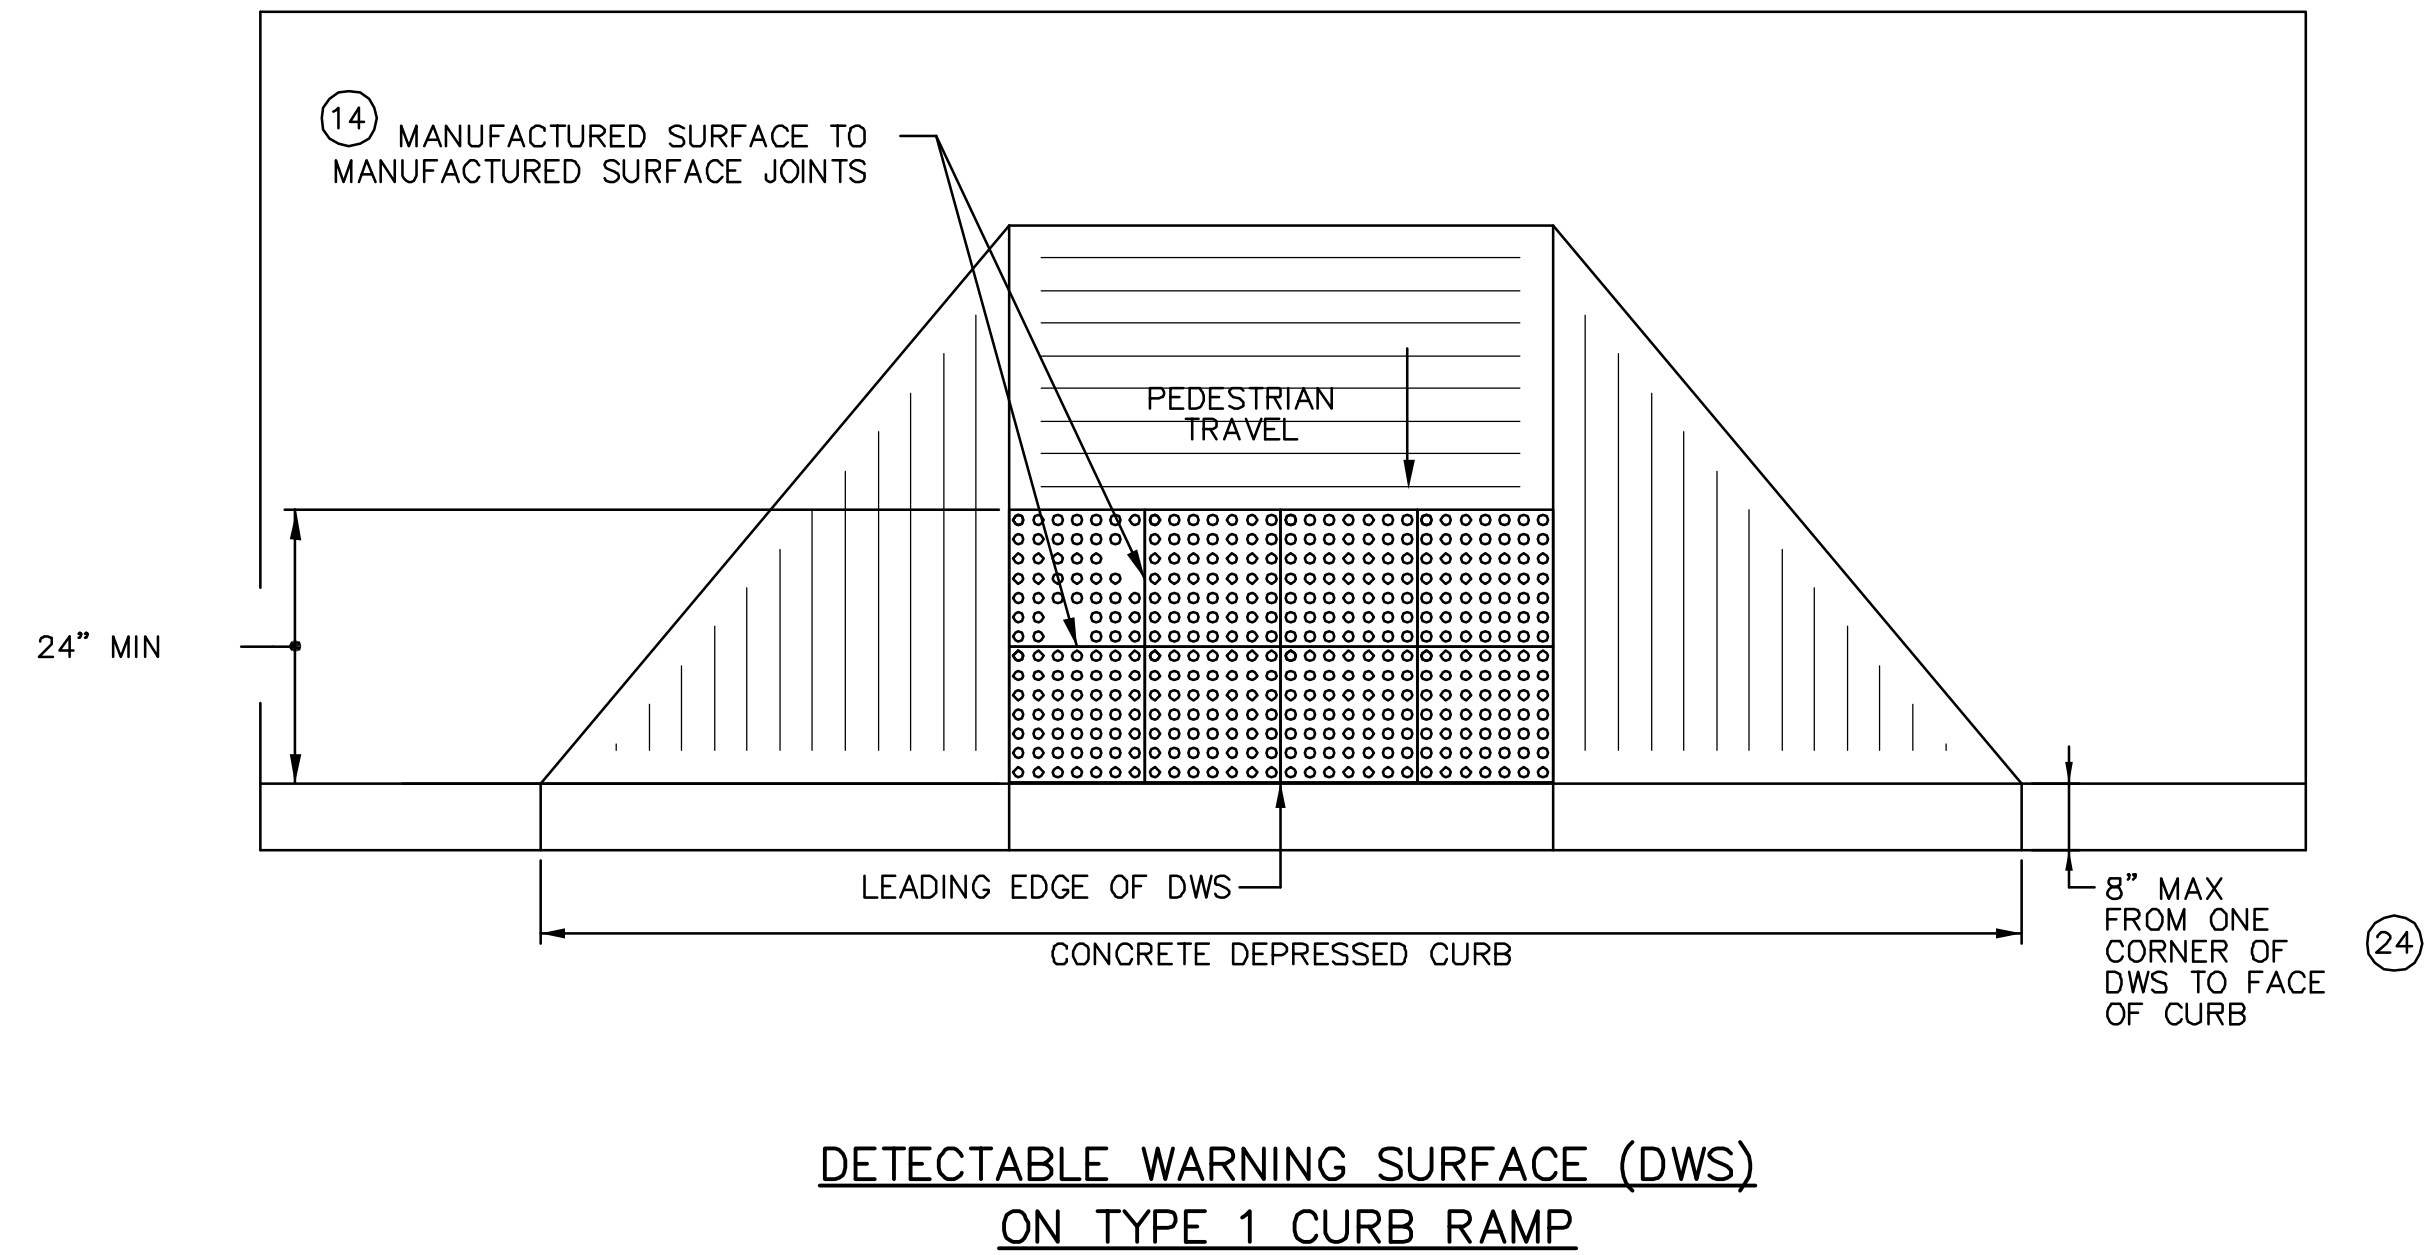 14
MANUFACTURED SURFACE TO
MANUFACTURED SURFACE JOINTS
PEDESTRIAN
TRAVEL
24” MIN
LEADING EDGE OF DWS
CONCRETE DEPRESSED CURB
8” MAX
FROM ONE
CORNER OF
DWS TO FACE
OF CURB
24
DETECTABLE WARNING SURFACE (DWS)
ON TYPE 1 CURB RAMP